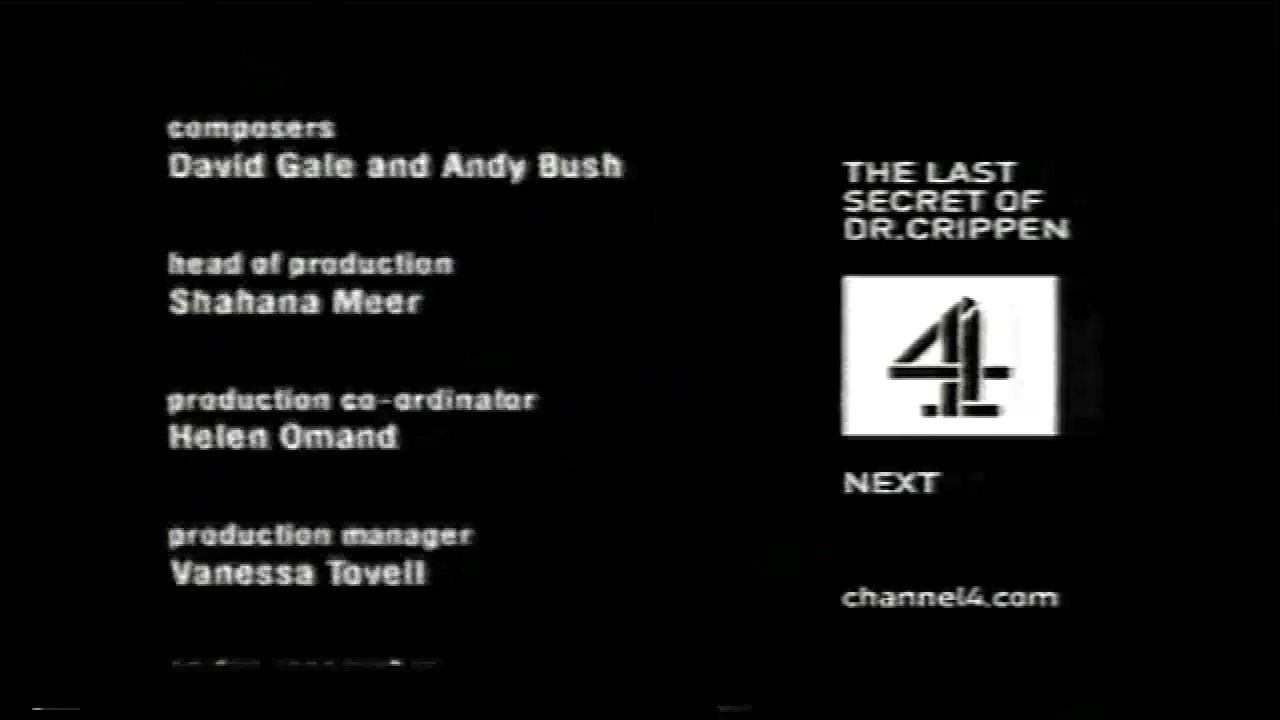 composers
David Gale and Andy Bush
head of production
Shahana Meer
production co-ordinator
Helen Omand
production manager
Vanessa Tovell
THE LAST
SECRET OF
DR.CRIPPEN
4
NEXT
channel4.com